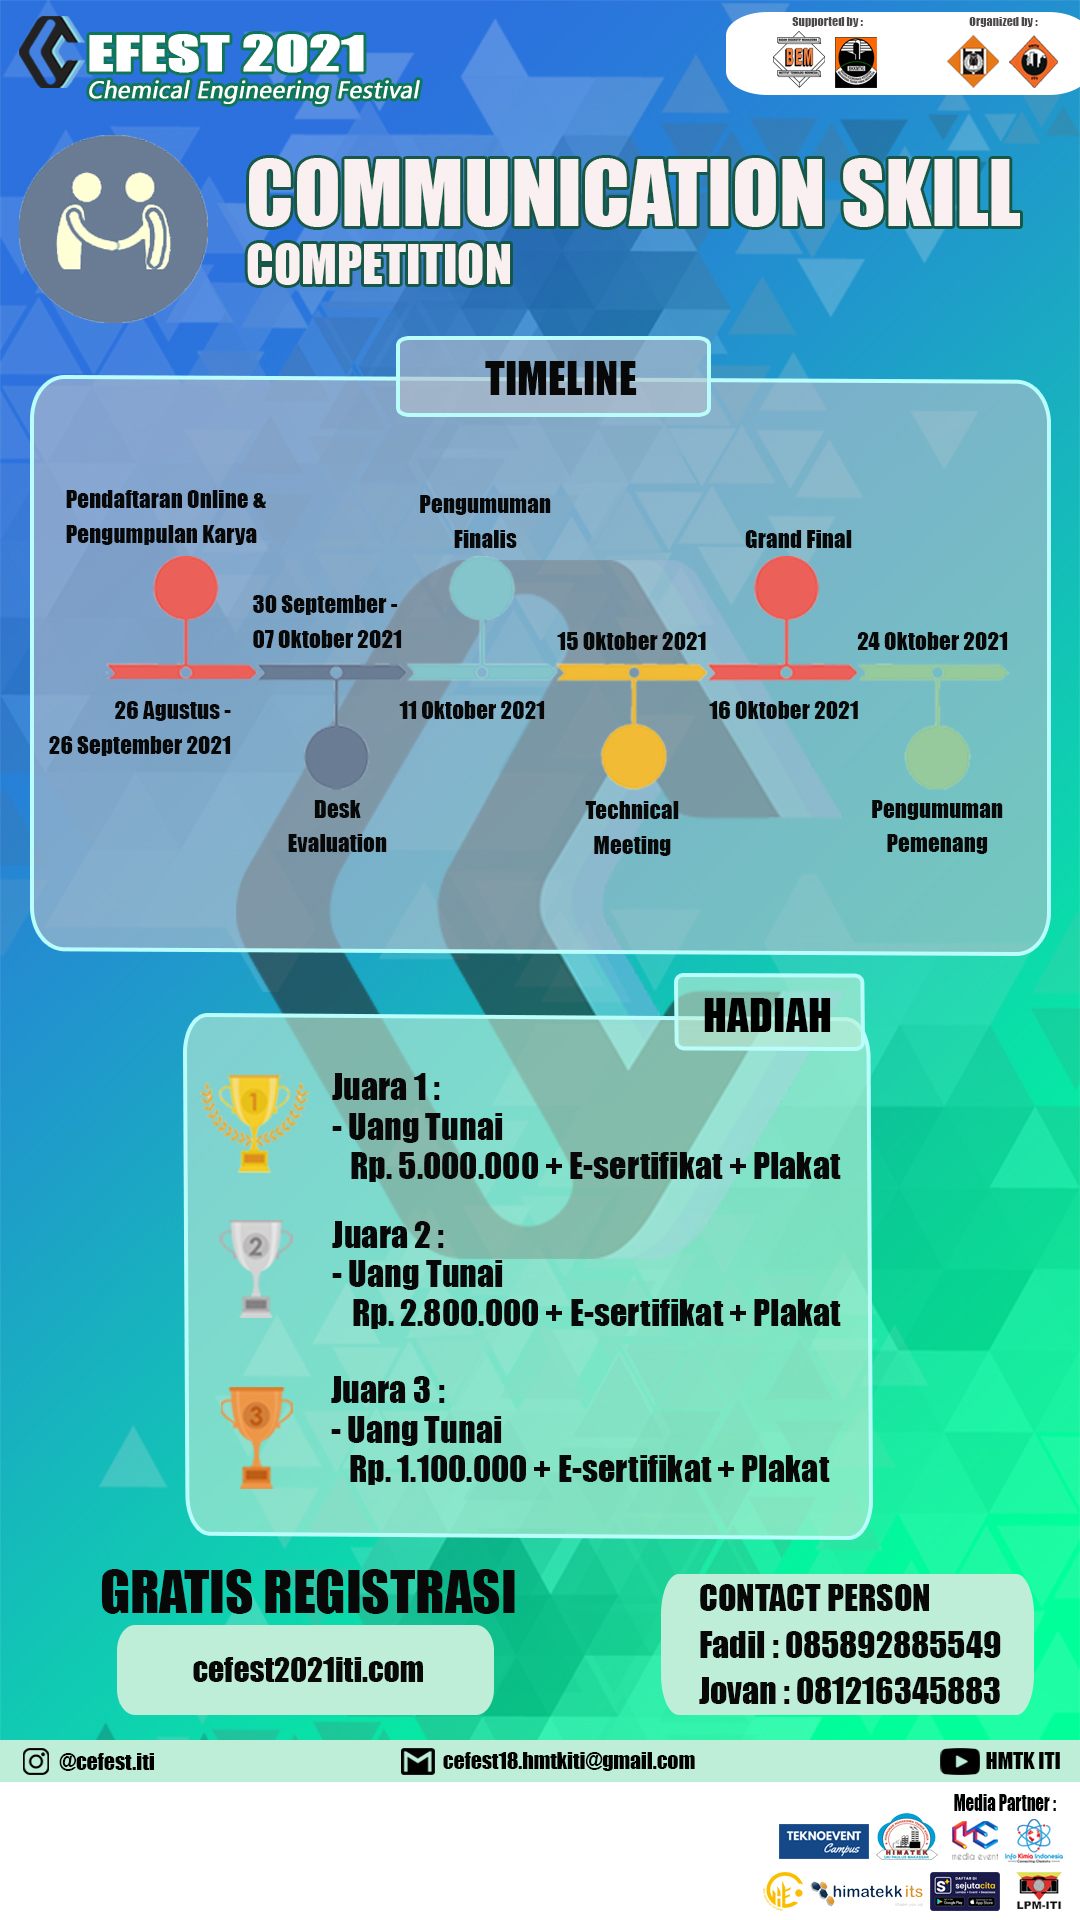 EFEST 2021
Chemical Engineering Festival
Supported by :
BEM
Organized by :
COMMUNICATION SKILL
COMPETITION
TIMELINE
Pendaftaran Online &
Pengumpulan Karya
26 Agustus -
26 September 2021
30 September -
07 Oktober 2021
Desk
Evaluation
Pengumuman
Finalis
11 Oktober 2021
15 Oktober 2021
Technical
Meeting
Grand Final
16 Oktober 2021
24 Oktober 2021
Pengumuman
Pemenang
HADIAH
1
Juara 1 :
- Uang Tunai
Rp. 5.000.000 + E-sertifikat + Plakat
2
Juara 2 :
- Uang Tunai
Rp. 2.800.000 + E-sertifikat + Plakat
3
Juara 3 :
- Uang Tunai
Rp. 1.100.000 + E-sertifikat + Plakat
GRATIS REGISTRASI
cefest2021iti.com
CONTACT PERSON
Fadil : 085892885549
Jovan : 081216345883
@cefest.iti
cefest18.hmtkiti@gmail.com
HMTK ITI
Media Partner :
TEKNOEVENT
Campus
HIMATEK
media event
Info Kimia Indonesia
himatekk its
sejutacita
LPM-ITI